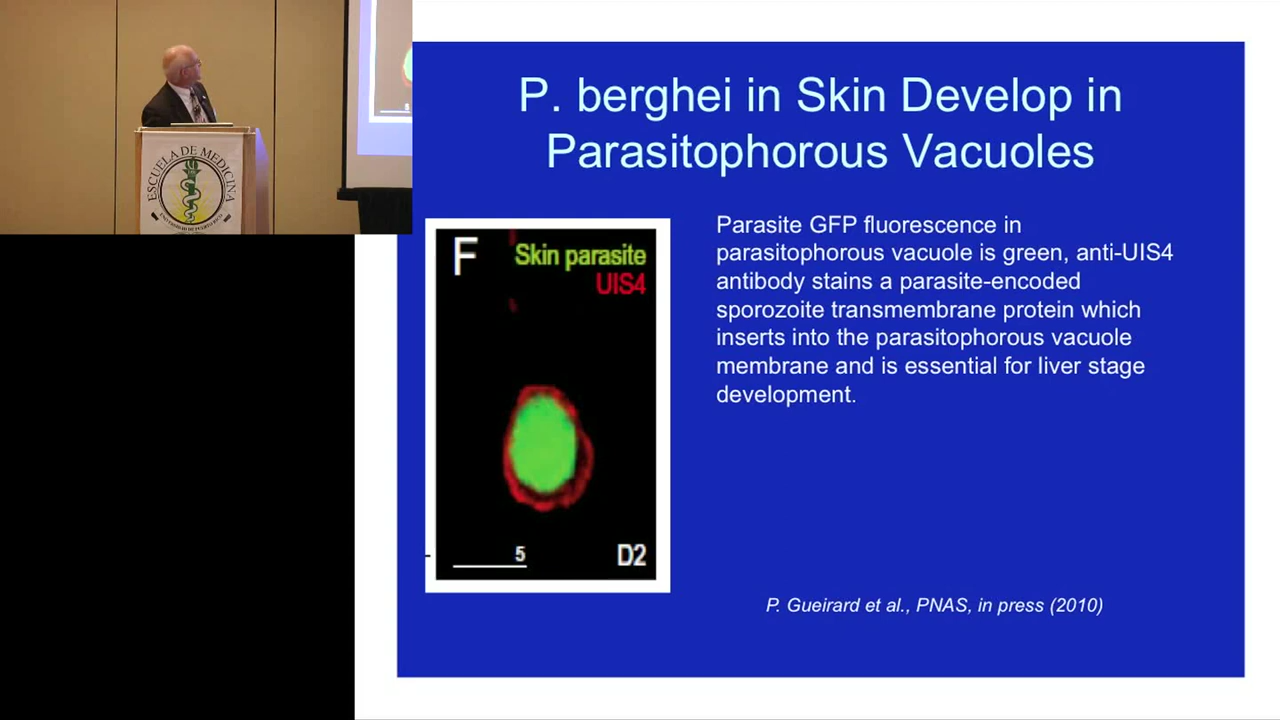 ESCUELA DE MEDICINA
P. berghei in Skin Develop in
Parasitophorous Vacuoles
F
Skin parasite
UIS4
5
D2
Parasite GFP fluorescence in
parasitophorous vacuole is green, anti-UIS4
antibody stains a parasite-encoded
sporozoite transmembrane protein which
inserts into the parasitophorous vacuole
membrane and is essential for liver stage
development.
P. Gueirard et al., PNAS, in press (2010)